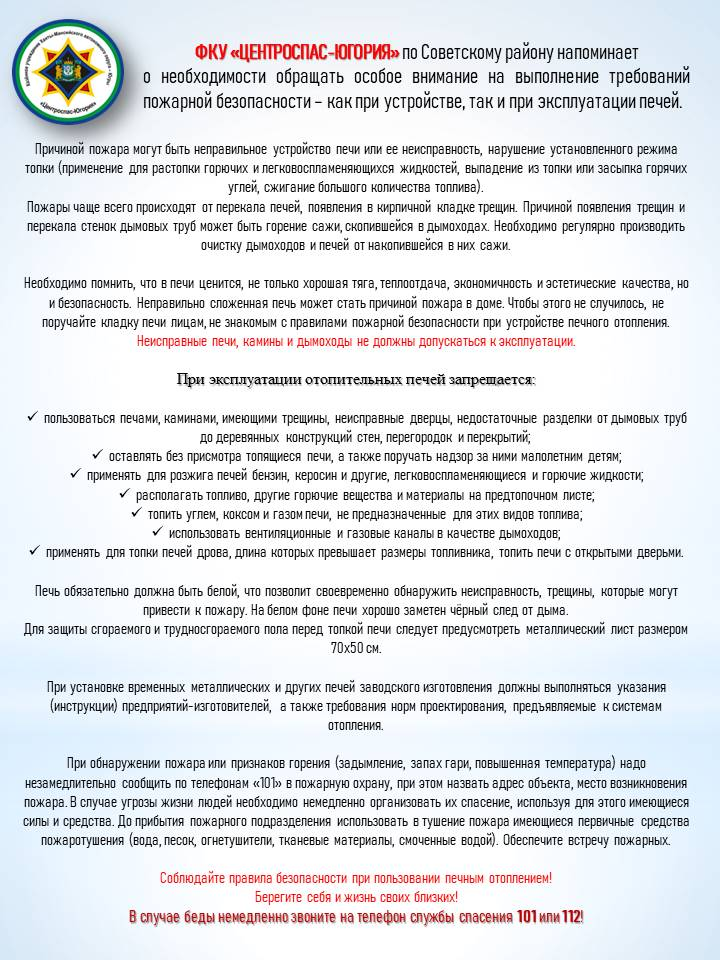 Казённое учреждение Ханты-Мансийского автономного округа - Югры
«Центроспас-Югория»
ФКУ «ЦЕНТРОСПАС-ЮГОРИЯ» по Советскому району напоминает
о необходимости обращать особое внимание на выполнение требований
пожарной безопасности – как при устройстве, так и при эксплуатации печей.
Причиной пожара могут быть неправильное устройство печи или ее неисправность, нарушение установленного режима
топки (применение для растопки горючих и легковоспламеняющихся жидкостей, выпадение из топки или засыпка горячих
углей, сжигание большого количества топлива).
Пожары чаще всего происходят от перекала печей, появления в кирпичной кладке трещин. Причиной появления трещин и
перекала стенок дымовых труб может быть горение сажи, скопившейся в дымоходах. Необходимо регулярно производить
очистку дымоходов и печей от накопившейся в них сажи.
Необходимо помнить, что в печи ценится, не только хорошая тяга, теплоотдача, экономичность и эстетические качества, но
и безопасность. Неправильно сложенная печь может стать причиной пожара в доме. Чтобы этого не случилось, не
поручайте кладку печи лицам, не знакомым с правилами пожарной безопасности при устройстве печного отопления.
Неисправные печи, камины и дымоходы не должны допускаться к эксплуатации.
При эксплуатации отопительных печей запрещается:
✓ пользоваться печами, каминами, имеющими трещины, неисправные дверцы, недостаточные разделки от дымовых труб
до деревянных конструкций стен, перегородок и перекрытий;
✓ оставлять без присмотра топящиеся печи, а также поручать надзор за ними малолетним детям;
✓ применять для розжига печей бензин, керосин и другие, легковоспламеняющиеся и горючие жидкости;
✓ располагать топливо, другие горючие вещества и материалы на предтопочном листе;
✓ топить углем, коксом и газом печи, не предназначенные для этих видов топлива;
✓ использовать вентиляционные и газовые каналы в качестве дымоходов;
✓ применять для топки печей дрова, длина которых превышает размеры топливника, топить печи с открытыми дверьми.
Печь обязательно должна быть белой, что позволит своевременно обнаружить неисправность, трещины, которые могут
привести к пожару. На белом фоне печи хорошо заметен чёрный след от дыма.
Для защиты сгораемого и трудносгораемого пола перед топкой печи следует предусмотреть металлический лист размером
70х50 см.
При установке временных металлических и других печей заводского изготовления должны выполняться указания
(инструкции) предприятий-изготовителей, а также требования норм проектирования, предъявляемые к системам
отопления.
При обнаружении пожара или признаков горения (задымление, запах гари, повышенная температура) надо
незамедлительно сообщить по телефонам «101» в пожарную охрану, при этом назвать адрес объекта, место возникновения
пожара. В случае угрозы жизни людей необходимо немедленно организовать их спасение, используя для этого имеющиеся
силы и средства. До прибытия пожарного подразделения использовать в тушение пожара имеющиеся первичные средства
пожаротушения (вода, песок, огнетушители, тканевые материалы, смоченные водой). Обеспечьте встречу пожарных.
Соблюдайте правила безопасности при пользовании печным отоплением!
Берегите себя и жизнь своих близких!
В случае беды немедленно звоните на телефон службы спасения 101 или 112!